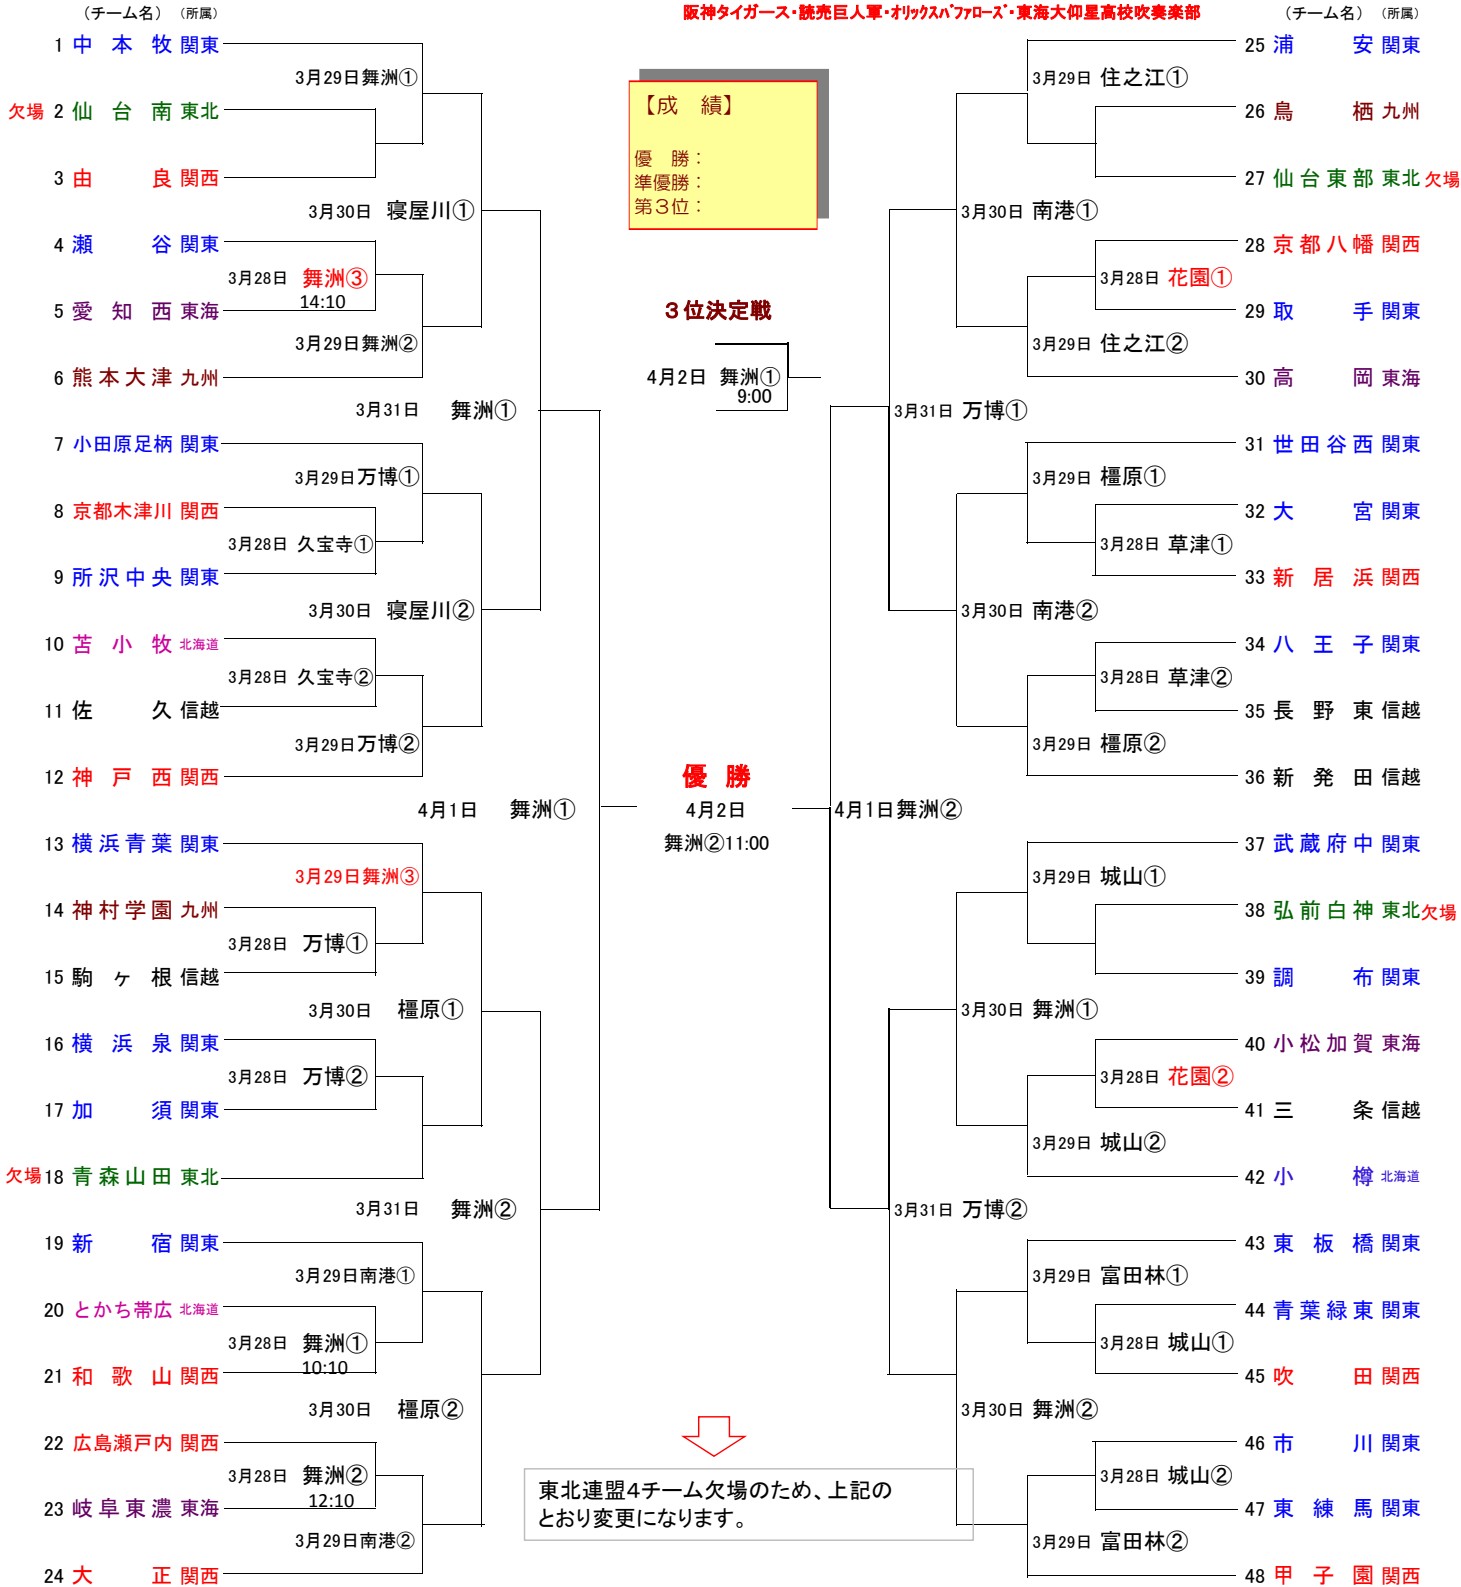 （チーム名）（所属）
阪神タイガース・読売巨人軍・オリックスバファローズ・東海大仰星高校吹奏楽部
（チーム名）（所属）
1 中本牧 関東
3月29日舞洲①
欠場 2 仙台南 東北
3 由良 関西
3月30日 寝屋川①
4 瀬谷 関東
3月28日 舞洲③
14:10
5 愛知西 東海
3月29日舞洲②
6 熊本大津 九州
3月31日 舞洲①
7 小田原足柄 関東
3月29日万博①
8 京都木津川 関西
3月28日 久宝寺①
9 所沢中央 関東
3月30日 寝屋川②
10 苫小牧 北海道
3月28日 久宝寺②
11 佐久 信越
3月29日万博②
12 神戸西 関西
4月1日 舞洲①
13 横浜青葉 関東
3月29日舞洲③
14 神村学園 九州
3月28日 万博①
15 駒ヶ根 信越
3月30日 橿原①
16 横浜泉 関東
3月28日 万博②
17 加須 関東
欠場 18 青森山田 東北
3月31日 舞洲②
19 新宿 関東
3月29日南港①
20 とかち帯広 北海道
3月28日 舞洲①
10:10
21 和歌山 関西
3月30日 橿原②
22 広島瀬戸内 関西
3月28日 舞洲②
12:10
23 岐阜東濃 東海
3月29日南港②
24 大正 関西
【成 績】
優 勝：
準優勝：
第３位：
３位決定戦
4月2日 舞洲①
9:00
優 勝
4月2日
舞洲②11:00
東北連盟4チーム欠場のため、上記の
とおり変更になります。
25 浦安 関東
3月29日 住之江①
26 鳥栖 九州
27 仙台東部 東北 欠場
3月30日 南港①
28 京都八幡 関西
3月28日 花園①
29 取手 関東
3月29日 住之江②
30 高岡 東海
3月31日 万博①
31 世田谷西 関東
3月29日 橿原①
32 大宮 関東
3月28日 草津①
33 新居浜 関西
3月30日 南港②
34 八王子 関東
3月28日 草津②
35 長野東 信越
3月29日 橿原②
36 新発田 信越
4月1日舞洲②
37 武蔵府中 関東
3月29日 城山①
38 弘前白神 東北 欠場
39 調布 関東
3月30日 舞洲①
40 小松加賀 東海
3月28日 花園②
41 三条 信越
3月29日 城山②
42 小樽 北海道
3月31日 万博②
43 東板橋 関東
3月29日 富田林①
44 青葉緑東 関東
3月28日 城山①
45 吹田 関西
3月30日 舞洲②
46 市川 関東
3月28日 城山②
47 東練馬 関東
3月29日 富田林②
48 甲子園 関西